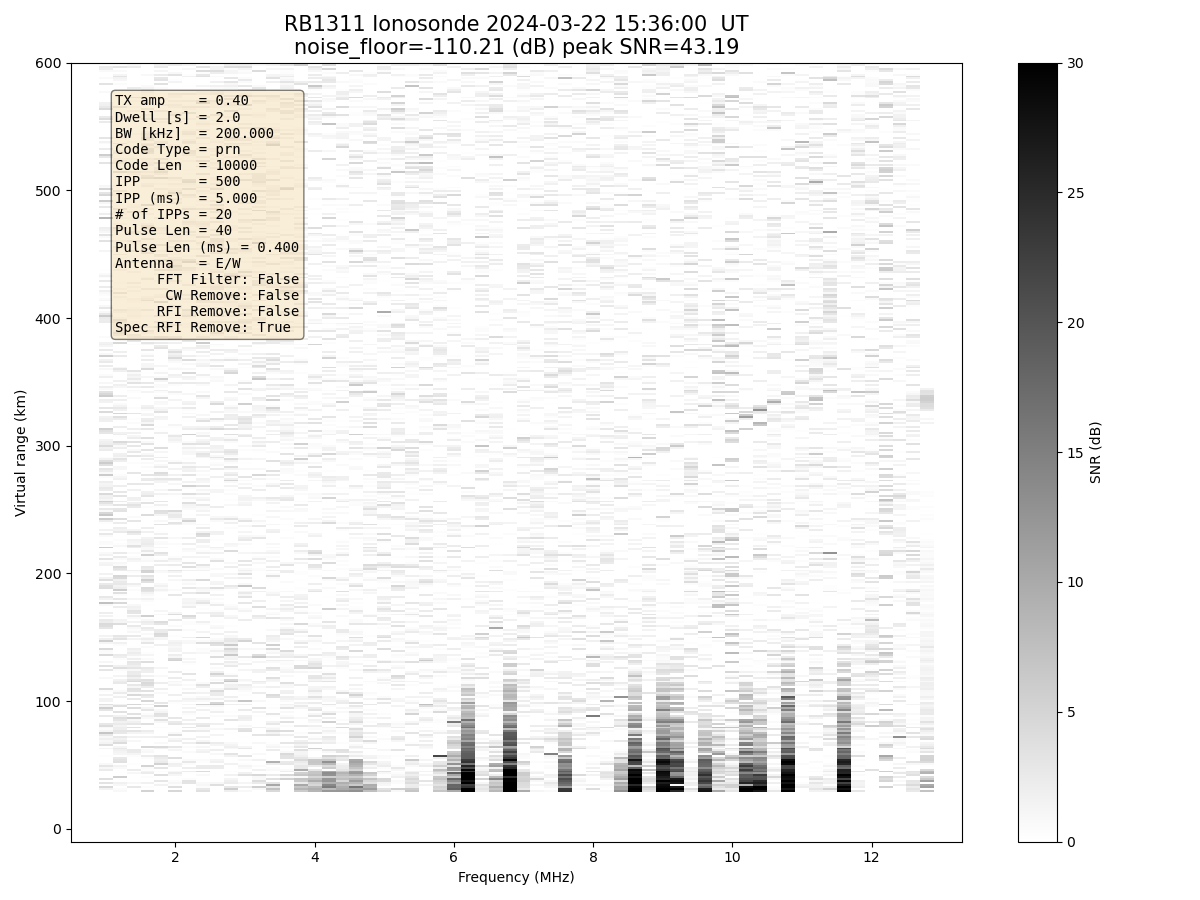 RB1311 Ionosonde 2024-03-22 15:36:00  UT
noise_floor=-110.21 (dB) peak SNR=43.19
TX amp    = 0.40
Dwell [s] = 2.0
BW [kHz]  = 200.000
Code Type = prn
Code Len  = 10000
IPP       = 500
IPP (ms)  = 5.000
# of IPPs = 20
Pulse Len = 40
Pulse Len (ms) = 0.400
Antenna   = E/W
FFT Filter: False
CW Remove: False
RFI Remove: False
Spec RFI Remove: True
600
500
400
300
200
100
0
Virtual range (km)
2 4 6 8 10 12
Frequency (MHz)
30
25
20
15
10
5
0
SNR (dB)